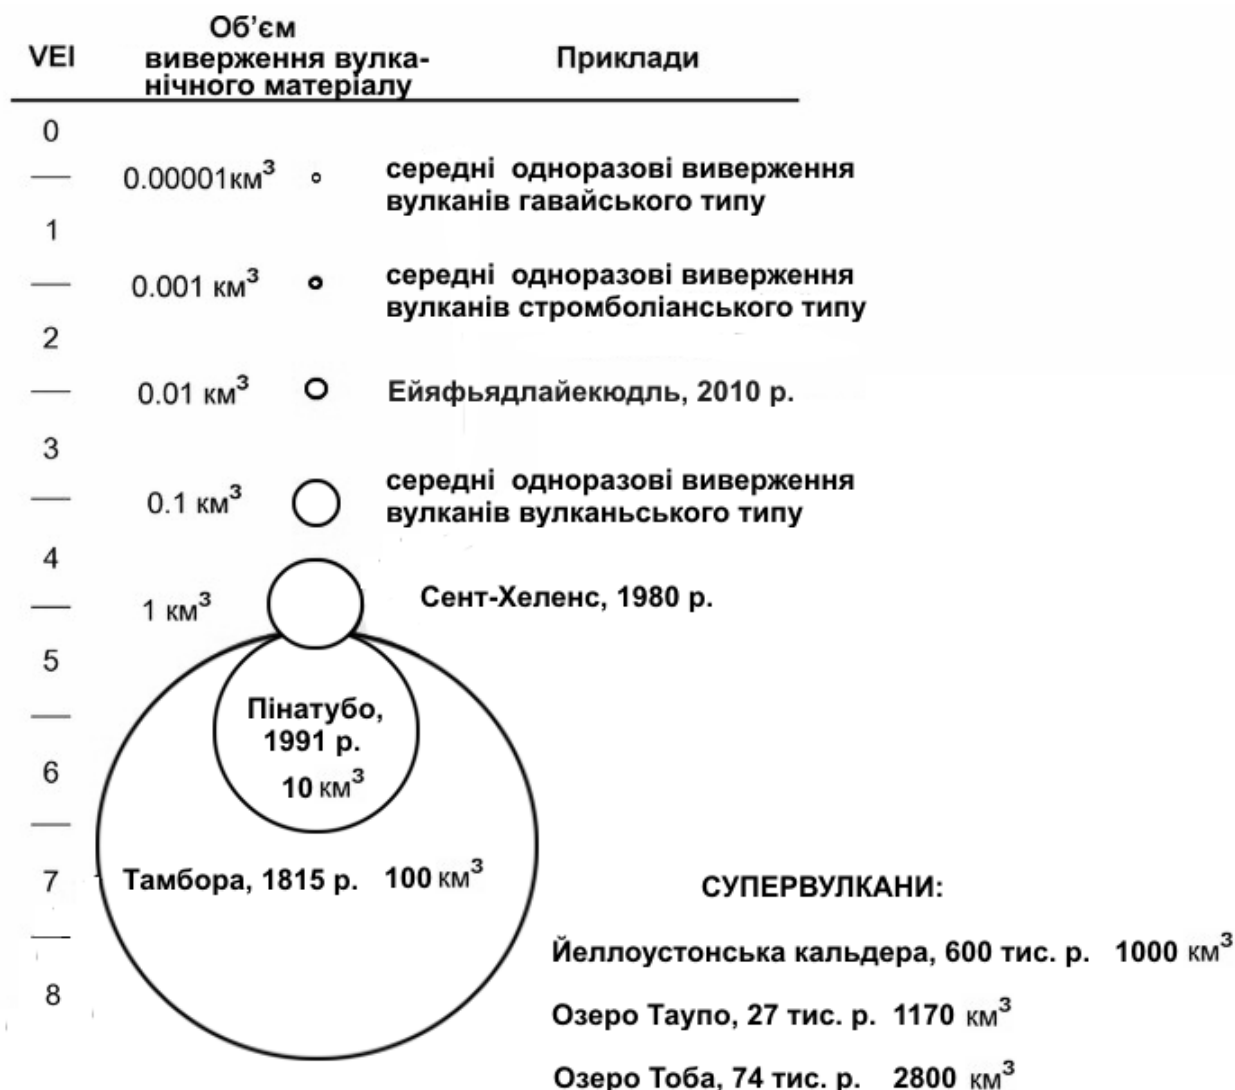 VEI
Об’єм
виверження вулка-
нічного матеріалу
Приклади
0
0.00001км³
середні одноразові виверження
вулканів гавайського типу
1
0.001 км³
середні одноразові виверження
вулканів стромболіанського типу
2
0.01 км³
Ейяфьядлайекюдль, 2010 р.
3
0.1 км³
середні одноразові виверження
вулканів вулканьського типу
4
1 км³
Сент-Хеленс, 1980 р.
5
Пінатубо,
1991 р.
10 км³
6
7
Тамбора, 1815 р. 100 км³
СУПЕРВУЛКАНИ:
Йеллоустонська кальдера, 600 тис. р. 1000 км³
8
Озеро Таупо, 27 тис. р. 1170 км³
Озеро Тоба, 74 тис. р. 2800 км³